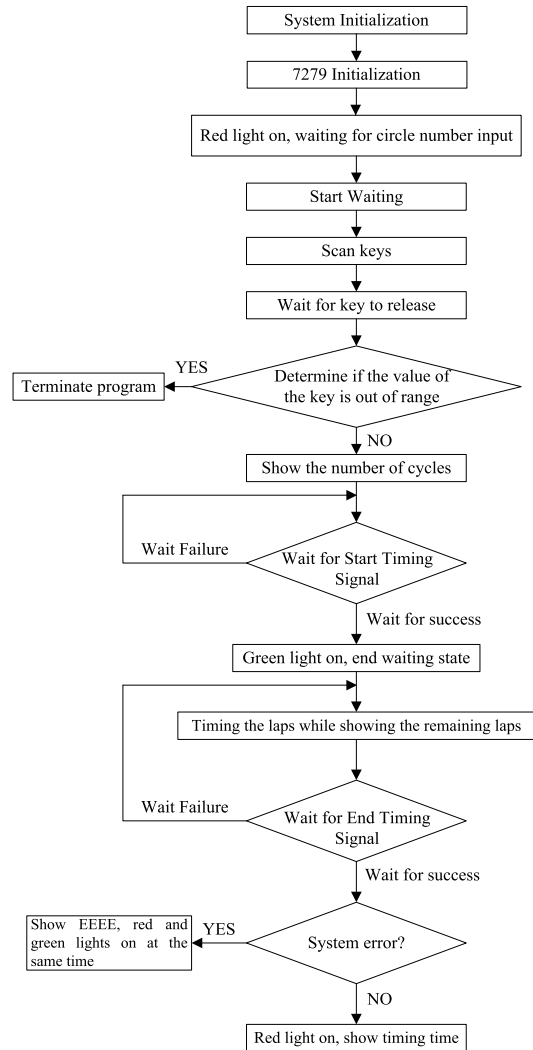 System Initialization
7279 Initialization
Red light on, waiting for circle number input
Start Waiting
Scan keys
Wait for key to release
YES
Determine if the value of
the key is out of range
Terminate program
NO
Show the number of cycles
Wait Failure
Wait for Start Timing
Signal
Wait for success
Green light on, end waiting state
Timing the laps while showing the remaining laps
Wait Failure
Wait for End Timing
Signal
Wait for success
Show EEEE, red and
green lights on at the
same time
YES
System error?
NO
Red light on, show timing time